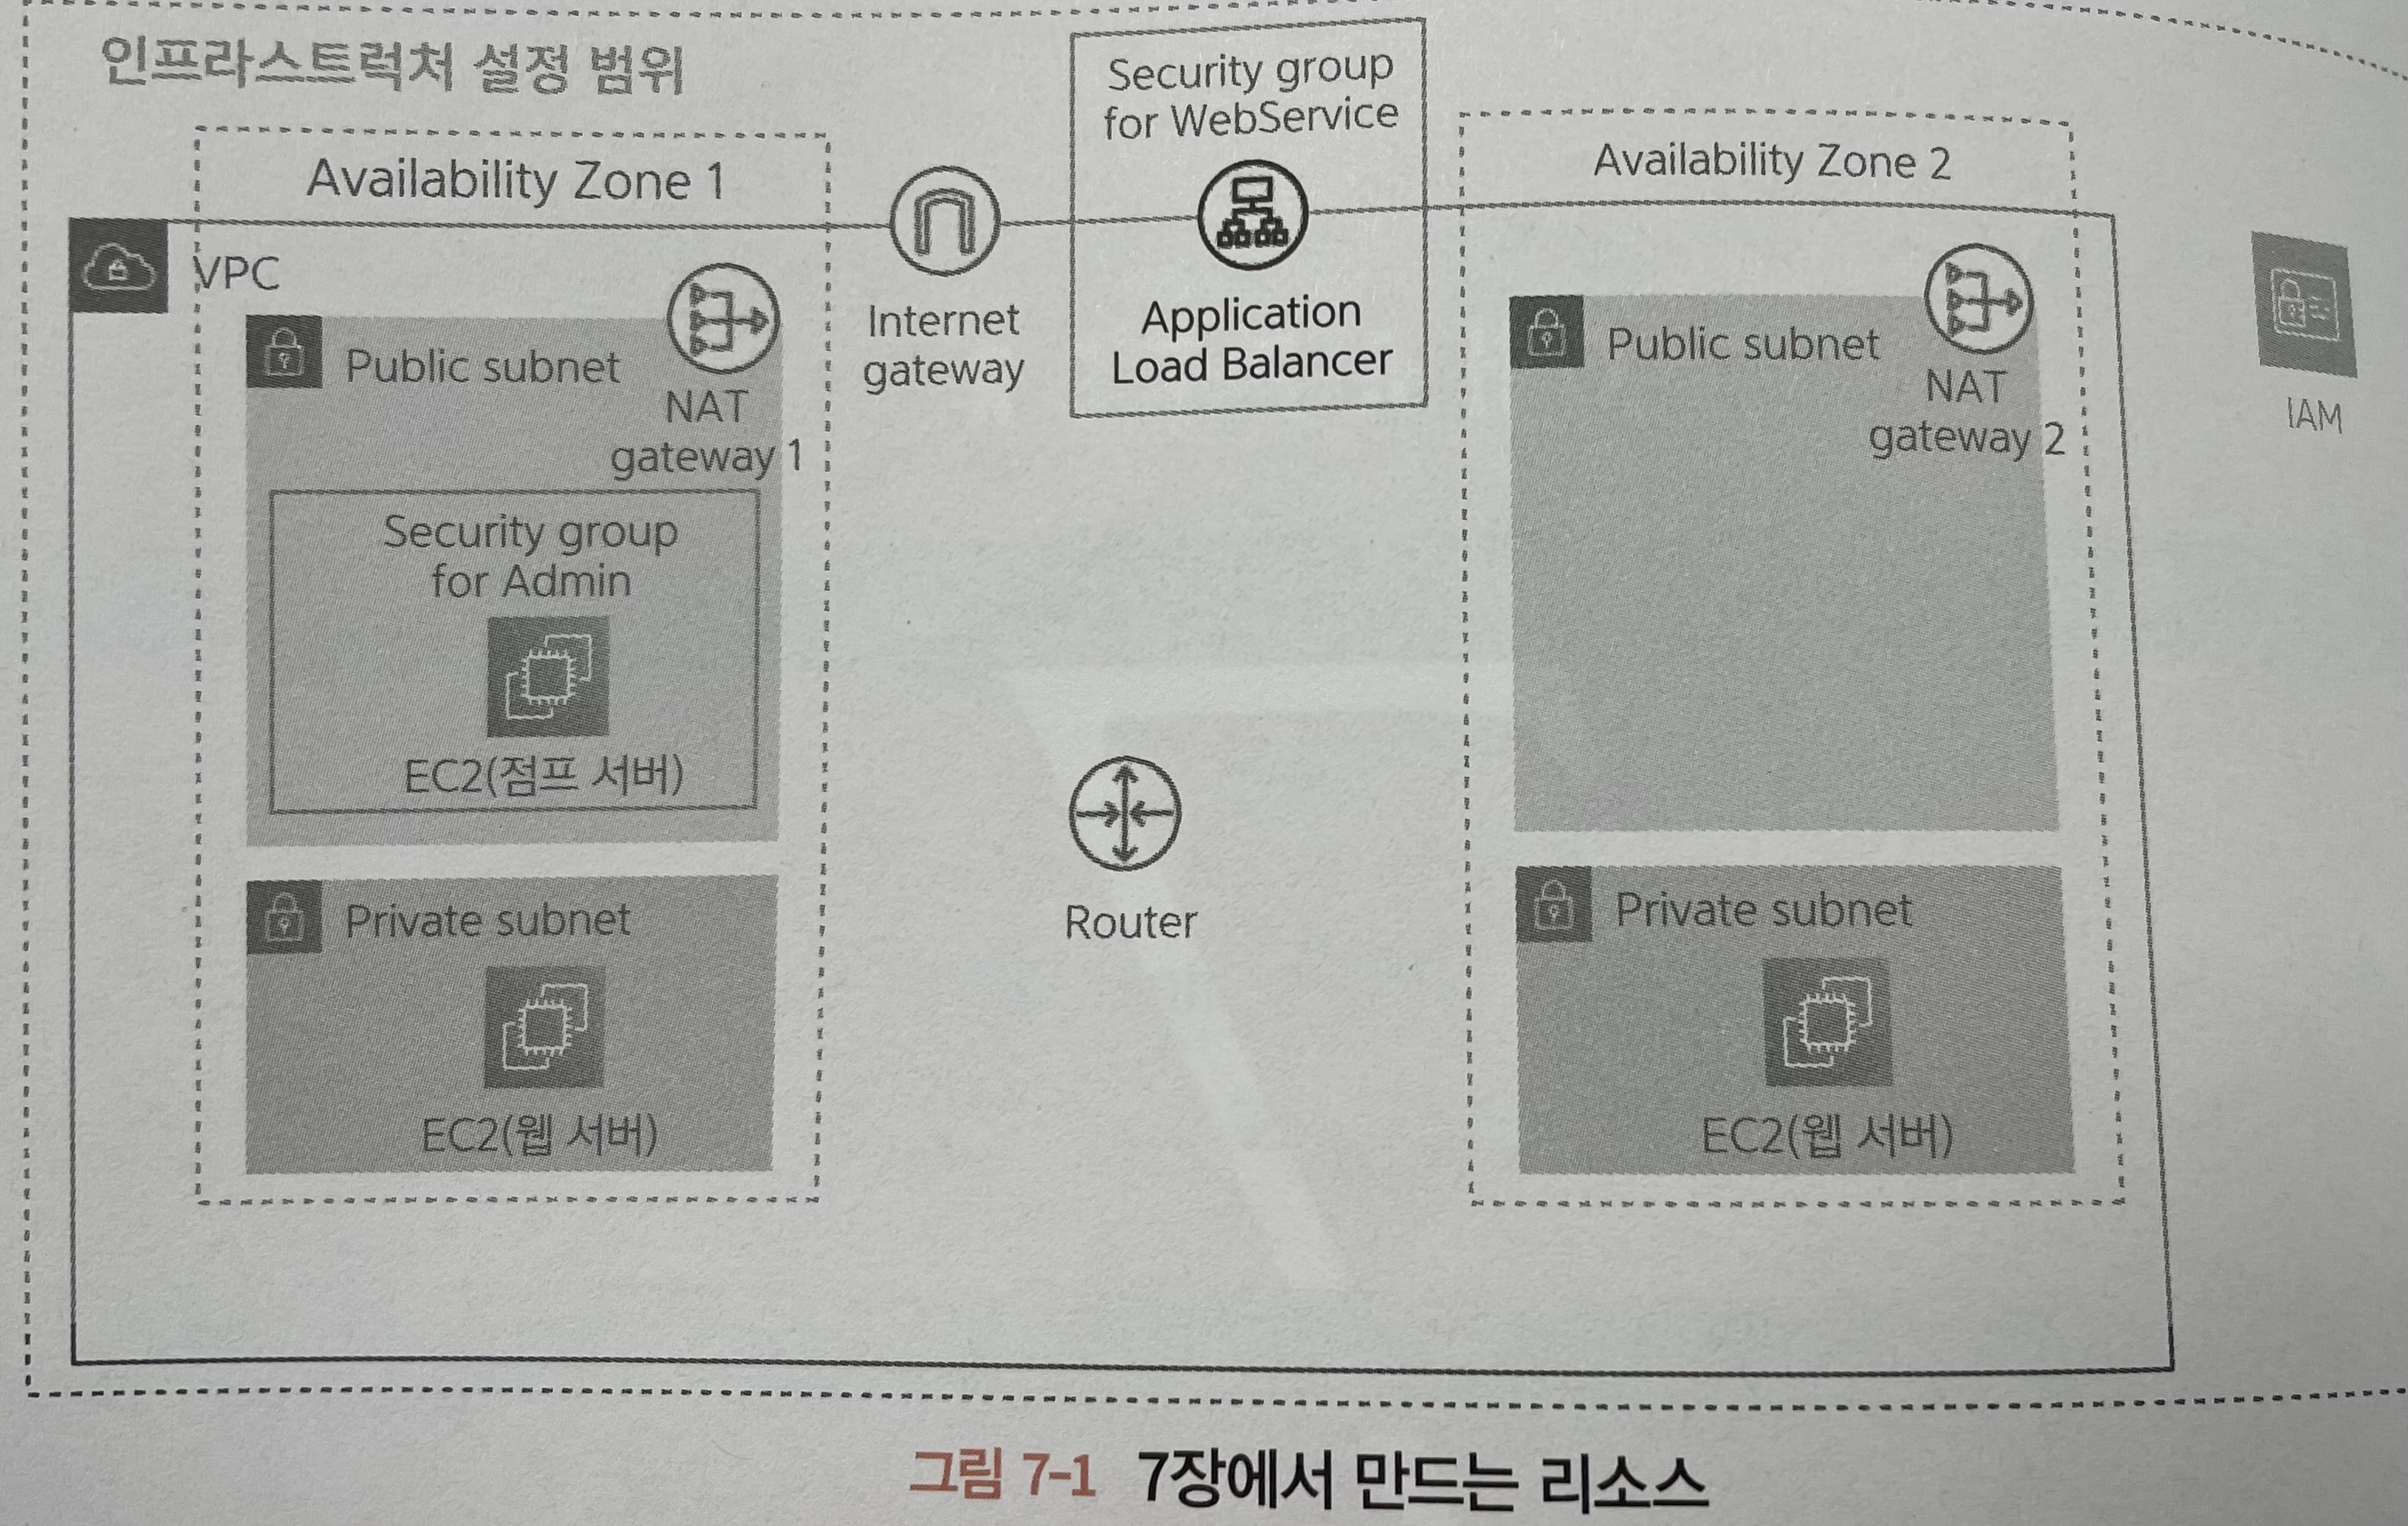 인프라스트럭처 설정 범위
Security group
for WebService
Availability Zone 1
Availability Zone 2
VPC
Public subnet
NAT
gateway 1
Internet
gateway
Application
Load Balancer
Public subnet
NAT
gateway 2
IAM
Security group
for Admin
EC2(점프 서버)
Router
Private subnet
EC2(웹 서버)
Private subnet
EC2(웹 서버)
그림 7-1 7장에서 만드는 리소스